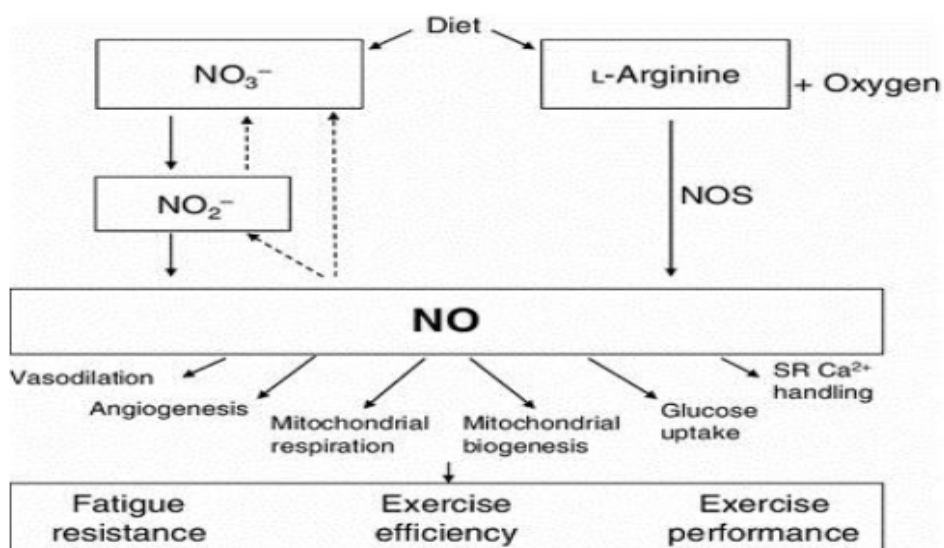 Diet
NO₃⁻
L-Arginine
+ Oxygen
NO₂⁻
NOS
NO
Vasodilation
Angiogenesis
Mitochondrial
respiration
Mitochondrial
biogenesis
Glucose
uptake
SR Ca²⁺
handling
Fatigue
resistance
Exercise
efficiency
Exercise
performance